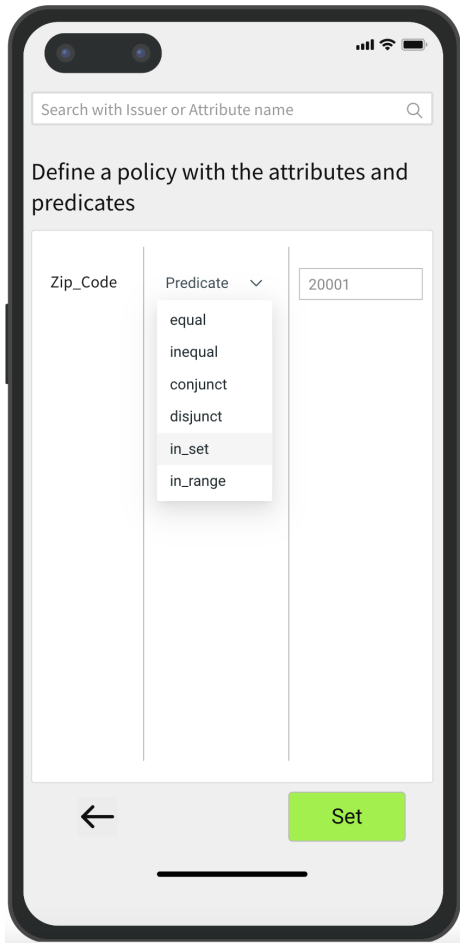 Search with Issuer or Attribute name
Define a policy with the attributes and
predicates
Zip_Code
Predicate
20001
equal
inequal
conjunct
disjunct
in_set
in_range
Set